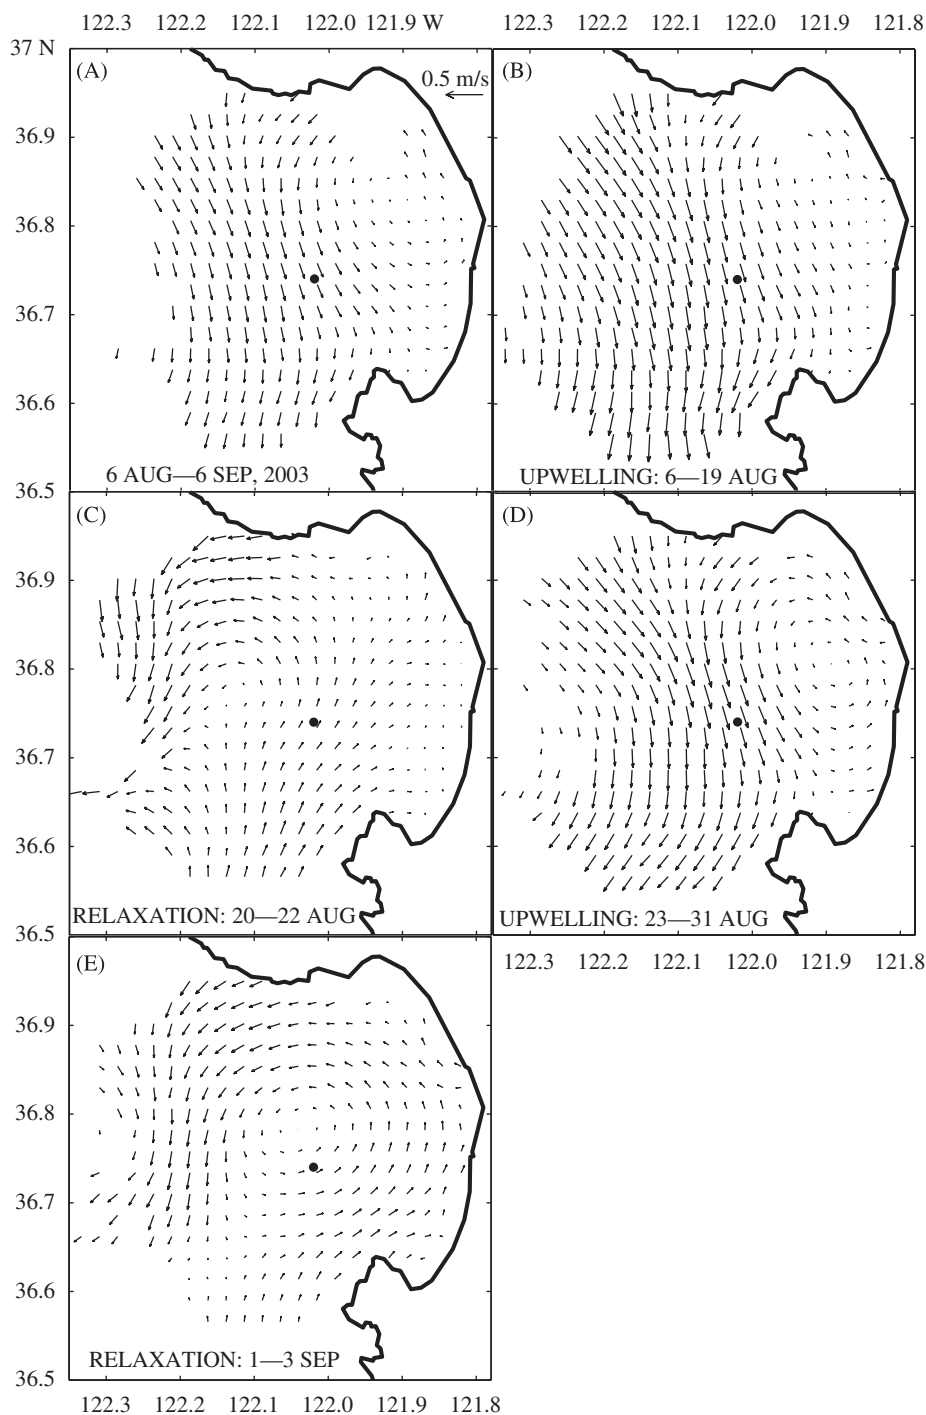 122.3 122.2 122.1 122.0 121.9 W 122.3 122.2 122.1 122.0 121.9 121.8
37 N
(A)
0.5 m/s
(B)
36.9
36.8
36.7
36.6
36.5
6 AUG—6 SEP, 2003
UPWELLING: 6—19 AUG
(C)
(D)
36.9
36.8
36.7
36.6
36.5
RELAXATION: 20—22 AUG
UPWELLING: 23—31 AUG
122.3 122.2 122.1 122.0 121.9 121.8
(E)
36.9
36.8
36.7
36.6
36.5
RELAXATION: 1—3 SEP
122.3 122.2 122.1 122.0 121.9 121.8